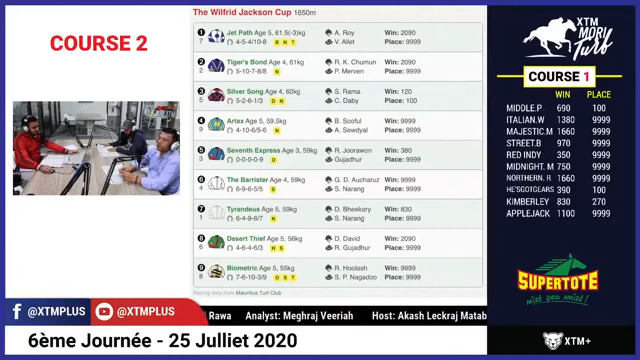 COURSE 2
The Wilfrid Jackson Cup 1650m
1 Jet Path Age 5, 61.5(-3)kg A. Roy Win: 2090
7 4-5-4/10-8 B N T V. Allet Place: 9999
2 Tiger's Bond Age 4, 61kg R. K. Chumun Win: 2090
2 5-10-7-8/8 N P. Merven Place: 9999
3 Silver Song Age 4, 60kg S. Rama Win: 120
5 5-2-6-1/3 D N C. Daby Place: 100
4 Artax Age 5, 59.5kg B. Sooful Win: 9999
9 4-10-6/5-6 N A. Sewdyal Place: 9999
5 Seventh Express Age 3, 59kg R. Joorawon Win: 380
3 0-0-0-0-9 D Gujadhur Place: 9999
6 The Barrister Age 4, 59kg G. D. Aucharuz Win: 9999
4 6-9-6-5/5 S. Narang Place: 9999
7 Tyrandeus Age 5, 59kg D. Bheekary Win: 830
1 6-4-9-8/7 N S. Narang Place: 9999
8 Desert Thief Age 5, 56kg D. David Win: 2090
6 4-6-4-6/3 H S R. Gujadhur Place: 9999
9 Biometric Age 5, 55kg R. Hoolash Win: 9999
8 7-6-10-3/9 S. P. Nagadoo Place: 9999
Racing data from Mauritius Turf Club
XTM
MORI
Turf
COURSE 1
WIN PLACE
MIDDLE.P 690 100
ITALIAN.W 1380 9999
MAJESTIC.M 1660 9999
STREET.B 970 9999
RED INDY 350 9999
MIDNIGHT. M 750 9999
NORTHERN. R 1660 9999
HE'SGOTGEARS 390 100
KIMBERLEY 830 270
APPLEJACK 1100 9999
SUPERTOTE
mizé pou gagné!
@XTMPLUS @XTMPLUS
Rawa Analyst: Meghraj Veeriah Host: Akash Leckraj Matab
6ème Journée - 25 Julliet 2020
XTM+